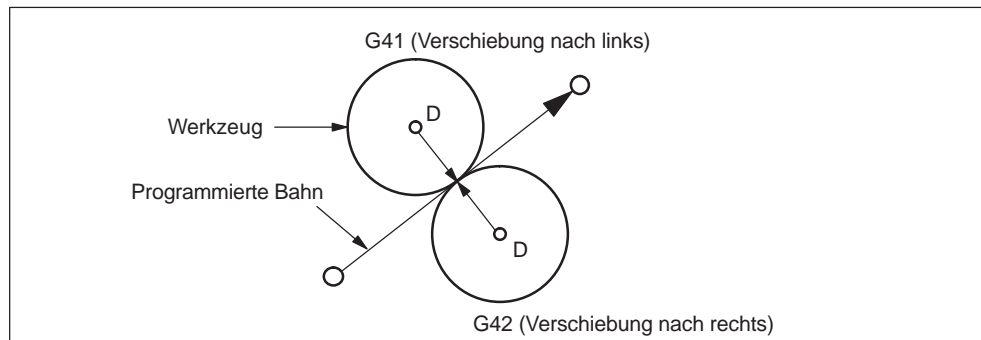 G41 (Verschiebung nach links)
D
Werkzeug
Programmierte Bahn
D
G42 (Verschiebung nach rechts)